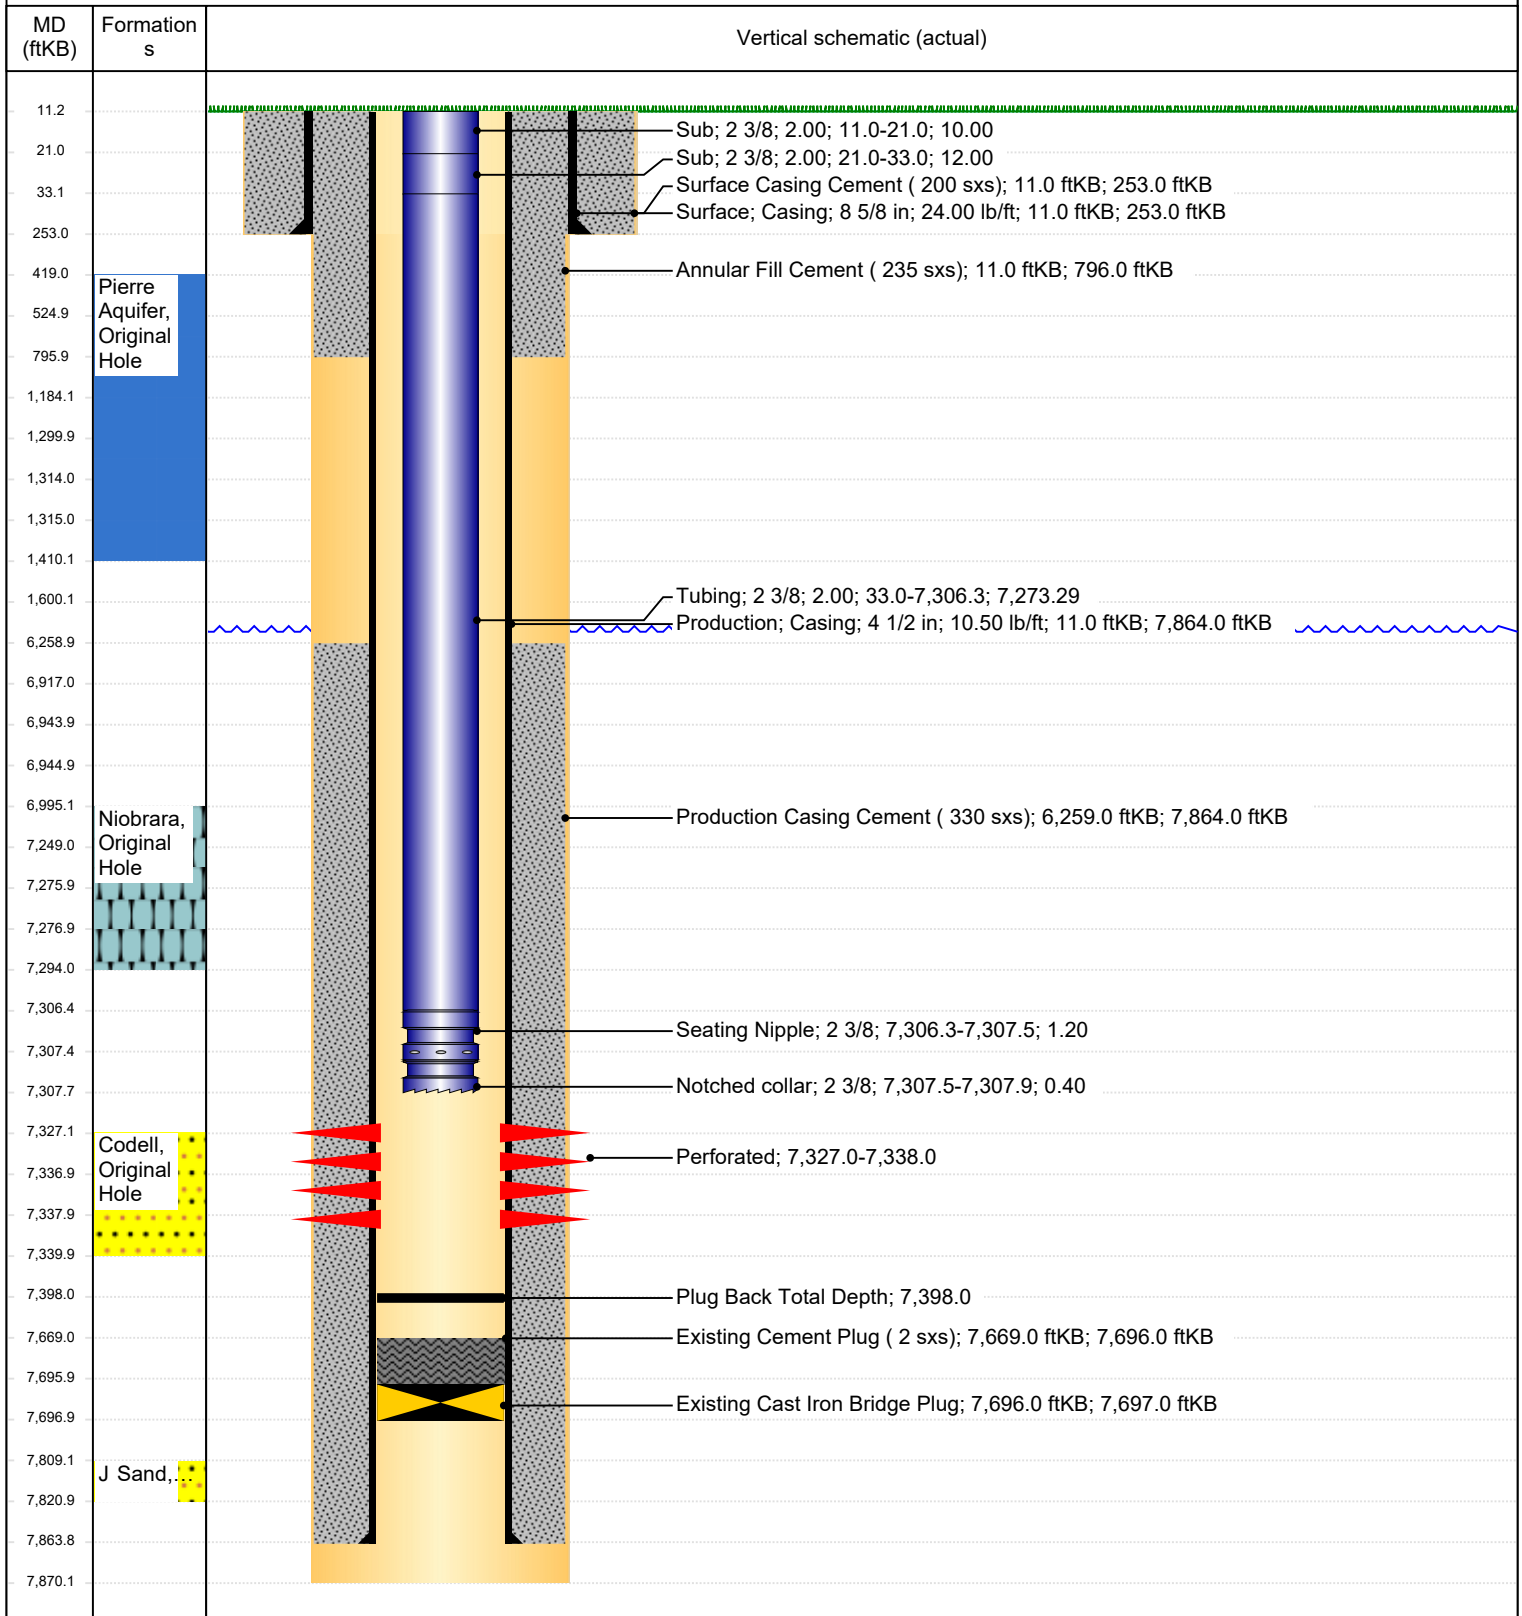 MD
(ftKB)
Formation
s
Vertical schematic (actual)
11.2
21.0
33.1
253.0
419.0
524.9
795.9
1,184.1
1,299.9
1,314.0
1,315.0
1,410.1
1,600.1
6,258.9
6,917.0
6,943.9
6,944.9
6,995.1
7,249.0
7,275.9
7,276.9
7,294.0
7,306.4
7,307.4
7,307.7
7,327.1
7,336.9
7,337.9
7,339.9
7,398.0
7,669.0
7,695.9
7,696.9
7,809.1
7,820.9
7,863.8
7,870.1
Pierre
Aquifer,
Original
Hole
Niobrara,
Original
Hole
Codell,
Original
Hole
J Sand,...
Sub; 2 3/8; 2.00; 11.0-21.0; 10.00
Sub; 2 3/8; 2.00; 21.0-33.0; 12.00
Surface Casing Cement ( 200 sxs); 11.0 ftKB; 253.0 ftKB
Surface; Casing; 8 5/8 in; 24.00 lb/ft; 11.0 ftKB; 253.0 ftKB
Annular Fill Cement ( 235 sxs); 11.0 ftKB; 796.0 ftKB
Tubing; 2 3/8; 2.00; 33.0-7,306.3; 7,273.29
Production; Casing; 4 1/2 in; 10.50 lb/ft; 11.0 ftKB; 7,864.0 ftKB
Production Casing Cement ( 330 sxs); 6,259.0 ftKB; 7,864.0 ftKB
Seating Nipple; 2 3/8; 7,306.3-7,307.5; 1.20
Notched collar; 2 3/8; 7,307.5-7,307.9; 0.40
Perforated; 7,327.0-7,338.0
Plug Back Total Depth; 7,398.0
Existing Cement Plug ( 2 sxs); 7,669.0 ftKB; 7,696.0 ftKB
Existing Cast Iron Bridge Plug; 7,696.0 ftKB; 7,697.0 ftKB